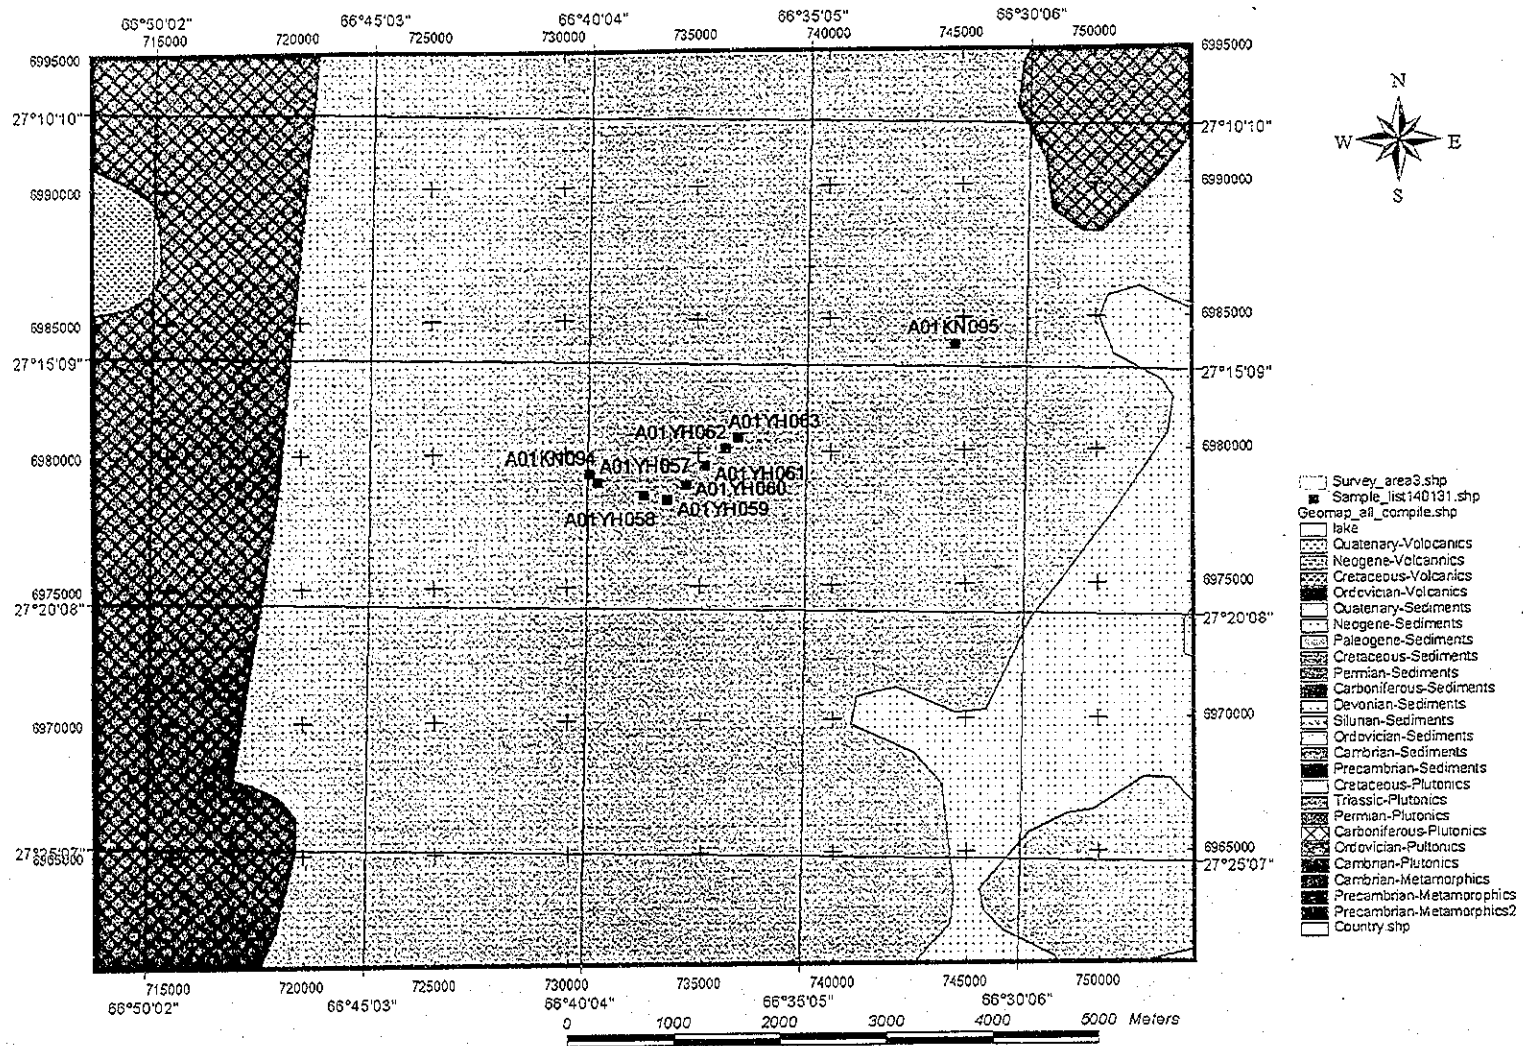 66°50'02" 66°45'03" 66°40'04" 66°35'05" 66°30'06"
715000 720000 725000 730000 735000 740000 745000 750000
6995000 6995000
27°10'10" 27°10'10"
6990000 6990000
N
W E
S
6985000 6985000
A01KN095
27°15'09" 27°15'09"
A01YH063
A01YH062
6980000 6980000
A01KN094 A01YH057
A01YH061
A01YH060
A01YH059
A01YH058
6975000 6975000
27°20'08" 27°20'08"
6970000 6970000
6965000 6965000
27°25'07" 27°25'07"
715000 720000 725000 730000 735000 740000 745000 750000
66°50'02" 66°45'03" 66°40'04" 66°35'05" 66°30'06"
0 1000 2000 3000 4000 5000 Meters
Survey_area3.shp
Sample_list140131.shp
Geomap_all_compile.shp
lake
Quaternary-Volocanics
Neogene-Volcannics
Cretaceous-Volcanics
Ordovician-Volcanics
Quaternary-Sediments
Neogene-Sediments
Paleogene-Sediments
Cretaceous-Sediments
Permian-Sediments
Carboniferous-Sediments
Devonian-Sediments
Silurian-Sediments
Ordovician-Sediments
Cambrian-Sediments
Precambrian-Sediments
Cretaceous-Plutonics
Triassic-Plutonics
Permian-Plutonics
Carboniferous-Plutonics
Ordovician-Pultonics
Cambrian-Plutonics
Cambrian-Metamorphics
Precambrian-Metamorophics
Precambrian-Metamorphics2
Country.shp